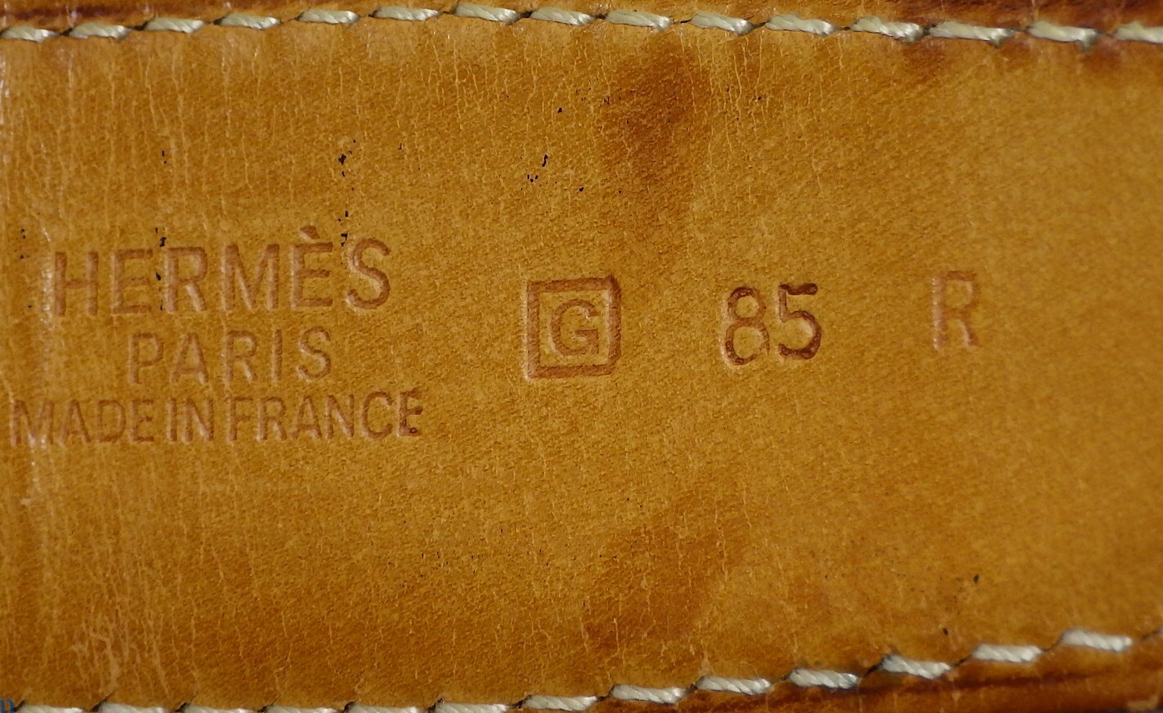 HERMÈS
PARIS
MADE IN FRANCE
G 85 R